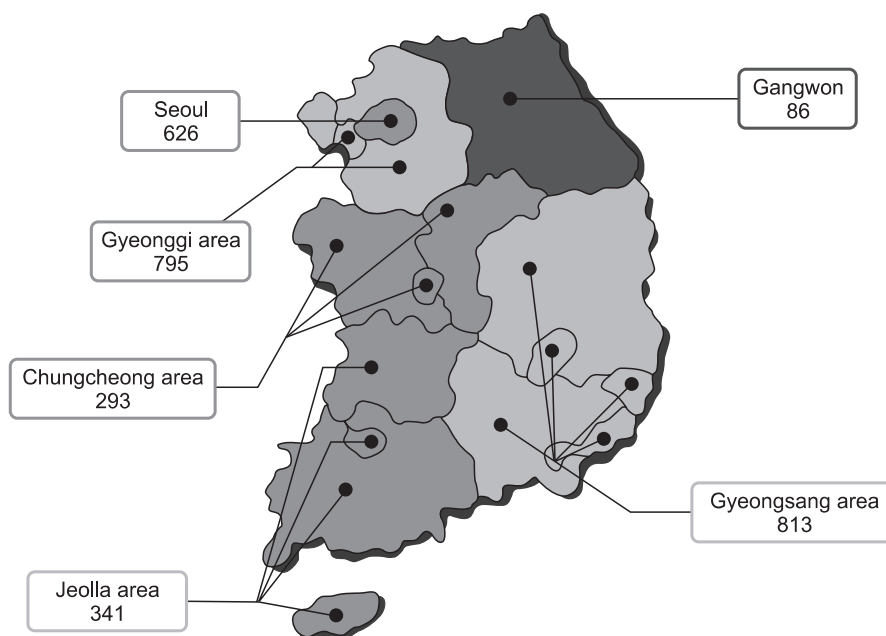 Seoul
626
Gangwon
86
Gyeonggi area
795
Chungcheong area
293
Gyeongsang area
813
Jeolla area
341